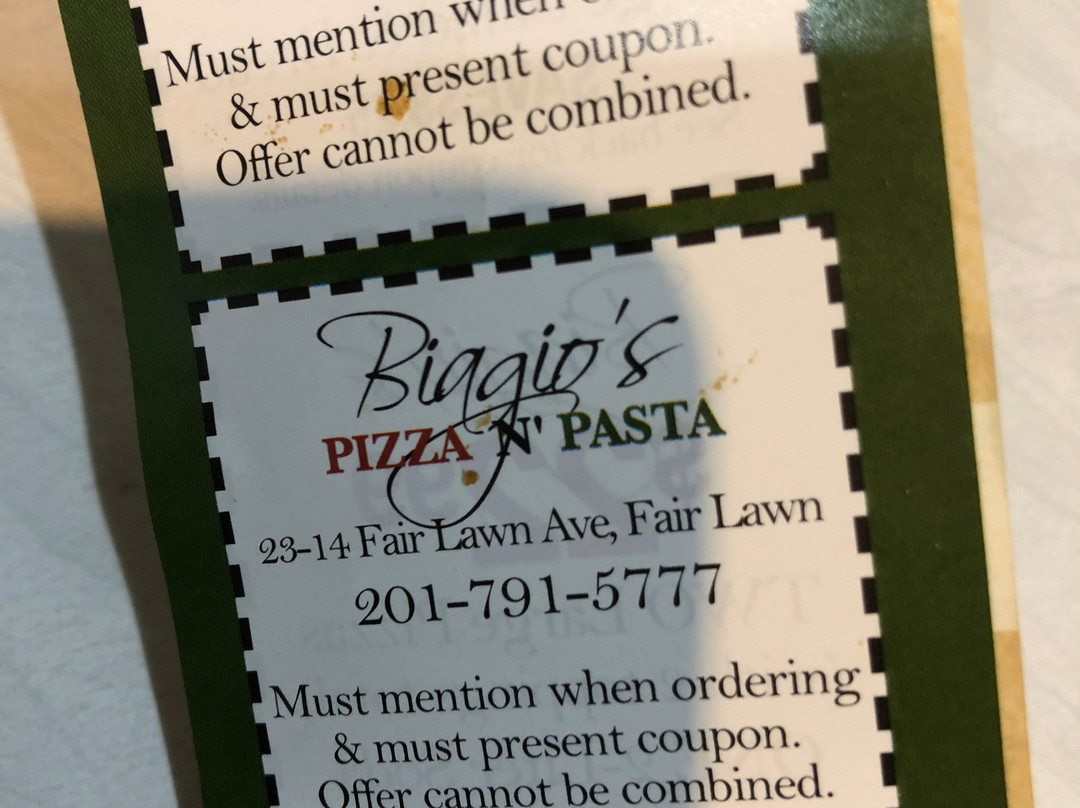 Must mention when
& must present coupon.
Offer cannot be combined.
Biagio's
PIZZA N' PASTA
23-14 Fair Lawn Ave, Fair Lawn
201-791-5777
Must mention when ordering
& must present coupon.
Offer cannot be combined.